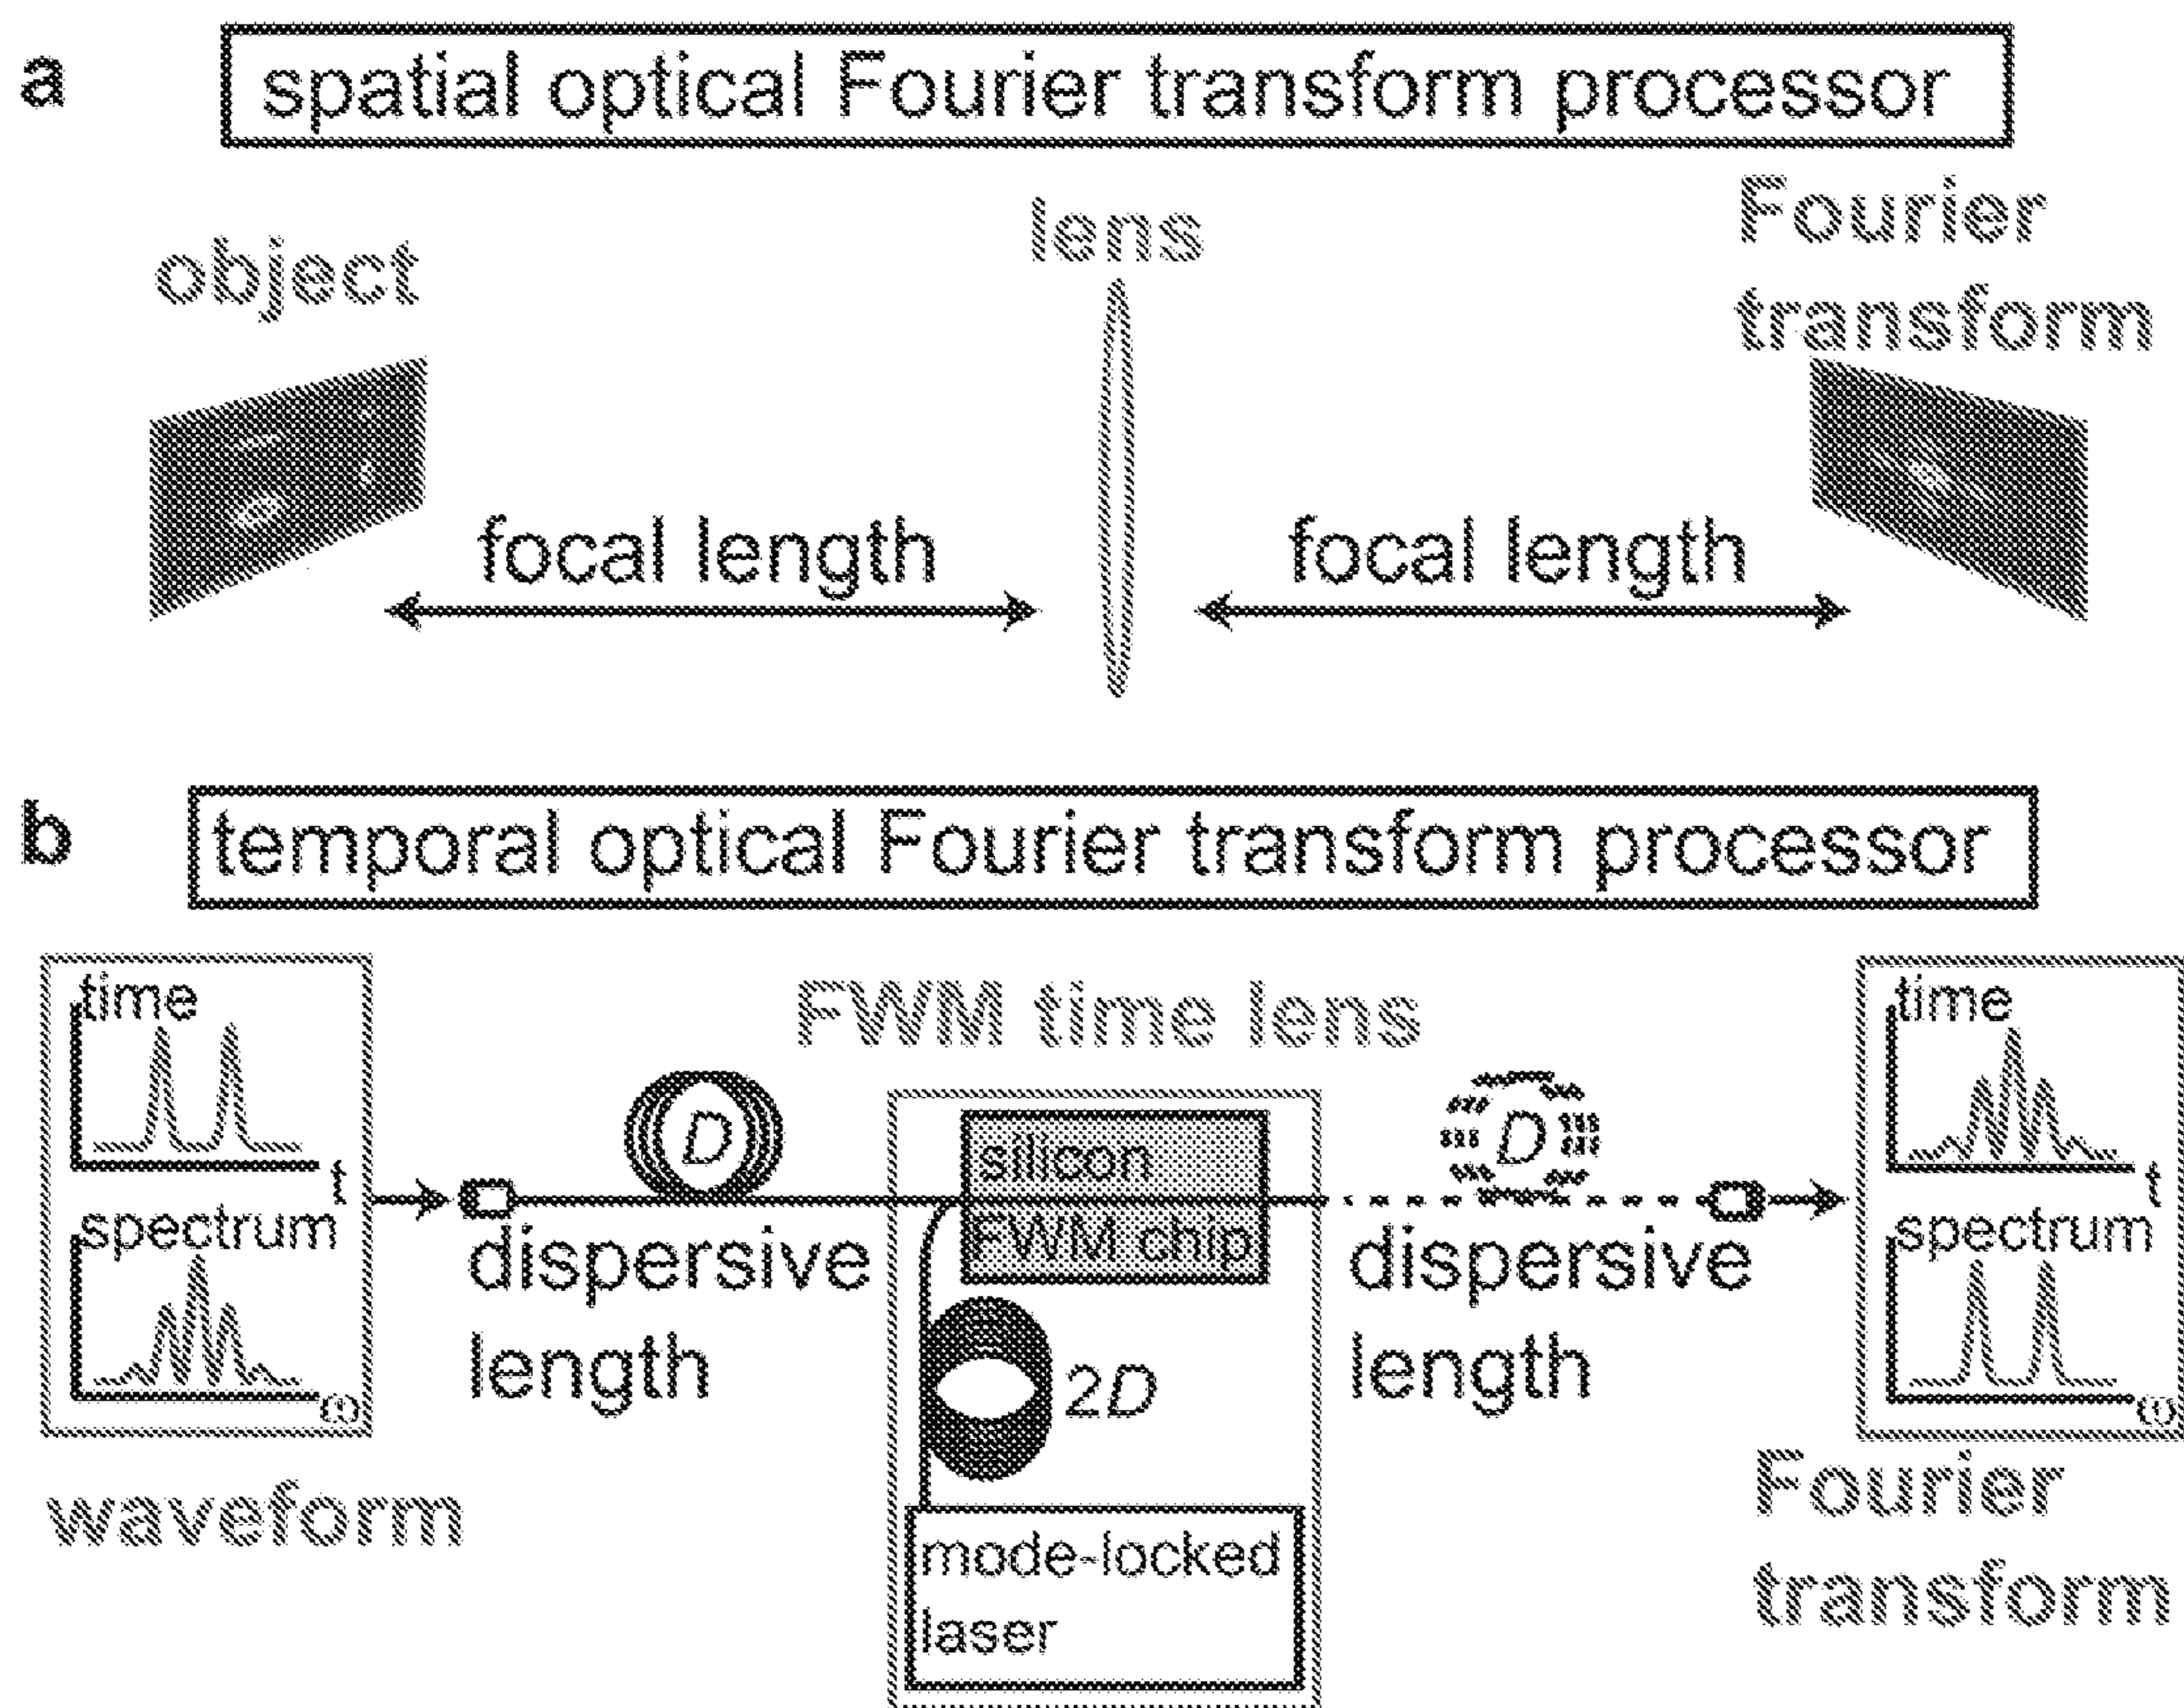 a
spatial optical Fourier transform processor
object
lens
Fourier
transform
focal length
focal length
b
temporal optical Fourier transform processor
time
t
spectrum
ω
waveform
D
dispersive
length
FWM time lens
silicon
FWM chip
2D
mode-locked
laser
D
dispersive
length
time
t
spectrum
ω
Fourier
transform